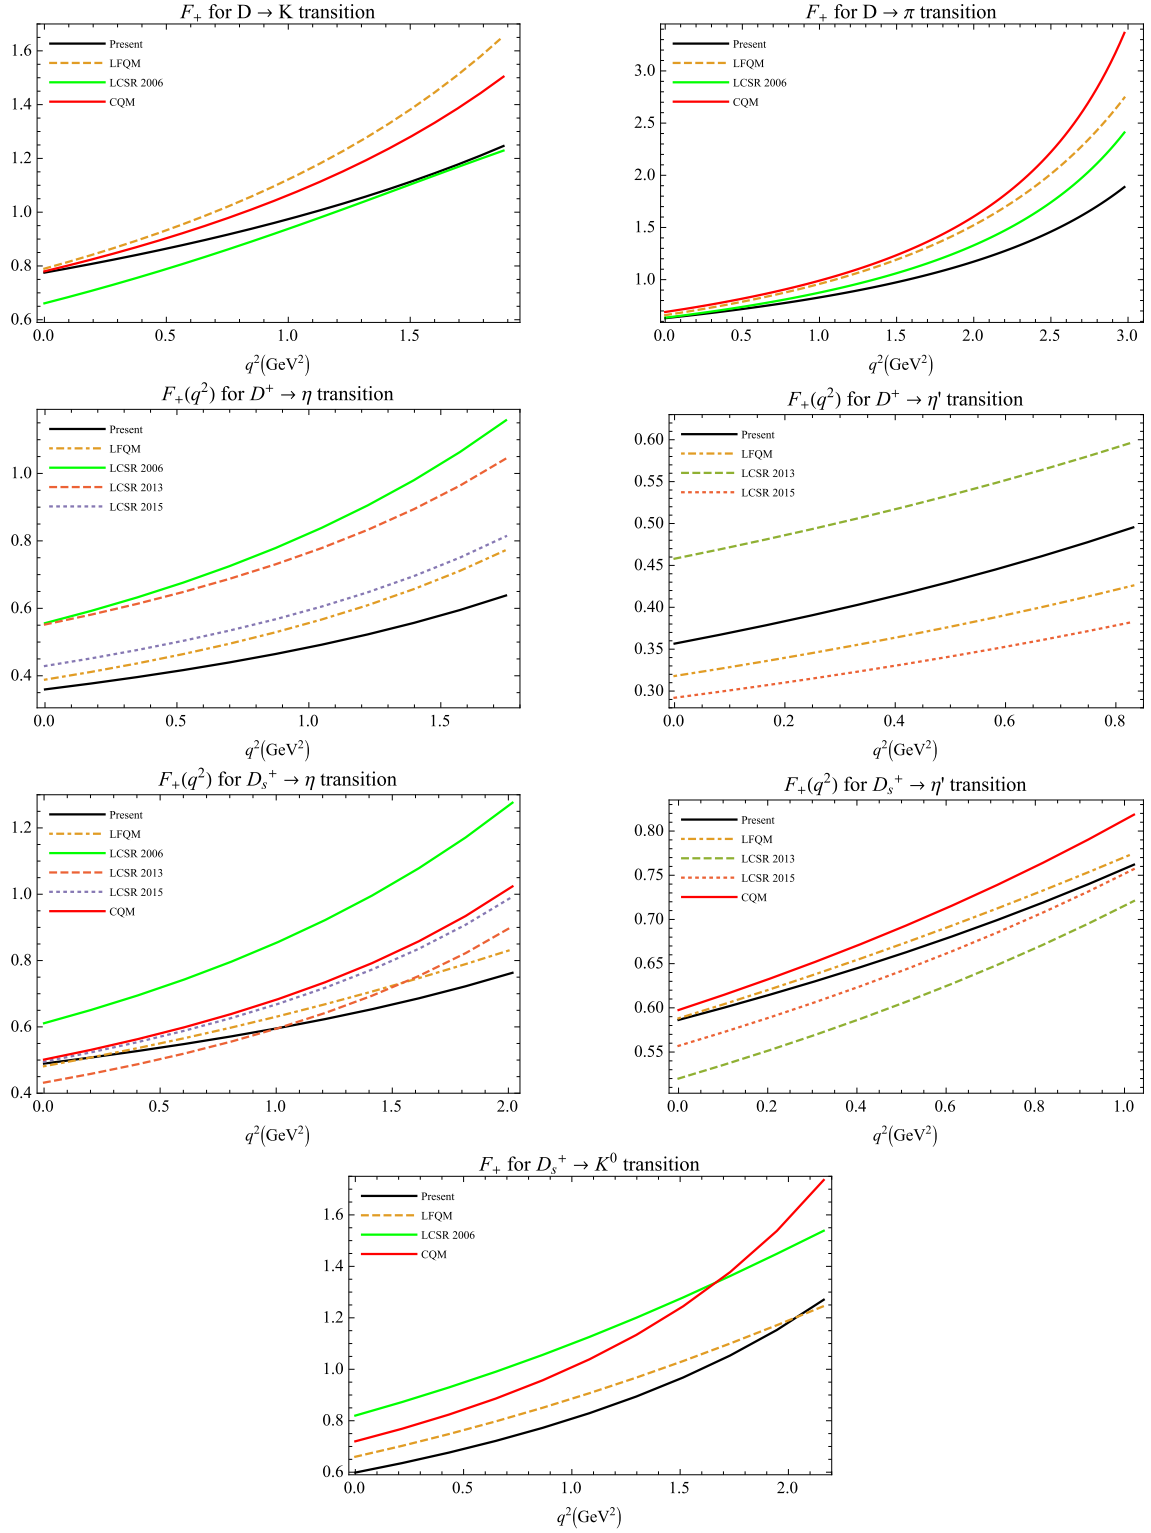 F₊ for D → K transition
Present
LFQM
LCSR 2006
CQM
1.6
1.4
1.2
1.0
0.8
0.6
0.0 0.5 1.0 1.5
q²(GeV²)
F₊ for D → π transition
Present
LFQM
LCSR 2006
CQM
3.0
2.5
2.0
1.5
1.0
0.0 0.5 1.0 1.5 2.0 2.5 3.0
q²(GeV²)
F₊(q²) for D⁺ → η transition
Present
LFQM
LCSR 2006
LCSR 2013
LCSR 2015
1.0
0.8
0.6
0.4
0.0 0.5 1.0 1.5
q²(GeV²)
F₊(q²) for D⁺ → η' transition
Present
LFQM
LCSR 2013
LCSR 2015
0.60
0.55
0.50
0.45
0.40
0.35
0.30
0.0 0.2 0.4 0.6 0.8
q²(GeV²)
F₊(q²) for Dₛ⁺ → η transition
Present
LFQM
LCSR 2006
LCSR 2013
LCSR 2015
CQM
1.2
1.0
0.8
0.6
0.4
0.0 0.5 1.0 1.5 2.0
q²(GeV²)
F₊(q²) for Dₛ⁺ → η' transition
Present
LFQM
LCSR 2013
LCSR 2015
CQM
0.80
0.75
0.70
0.65
0.60
0.55
0.0 0.2 0.4 0.6 0.8 1.0
q²(GeV²)
F₊ for Dₛ⁺ → K⁰ transition
Present
LFQM
LCSR 2006
CQM
1.6
1.4
1.2
1.0
0.8
0.6
0.0 0.5 1.0 1.5 2.0
q²(GeV²)